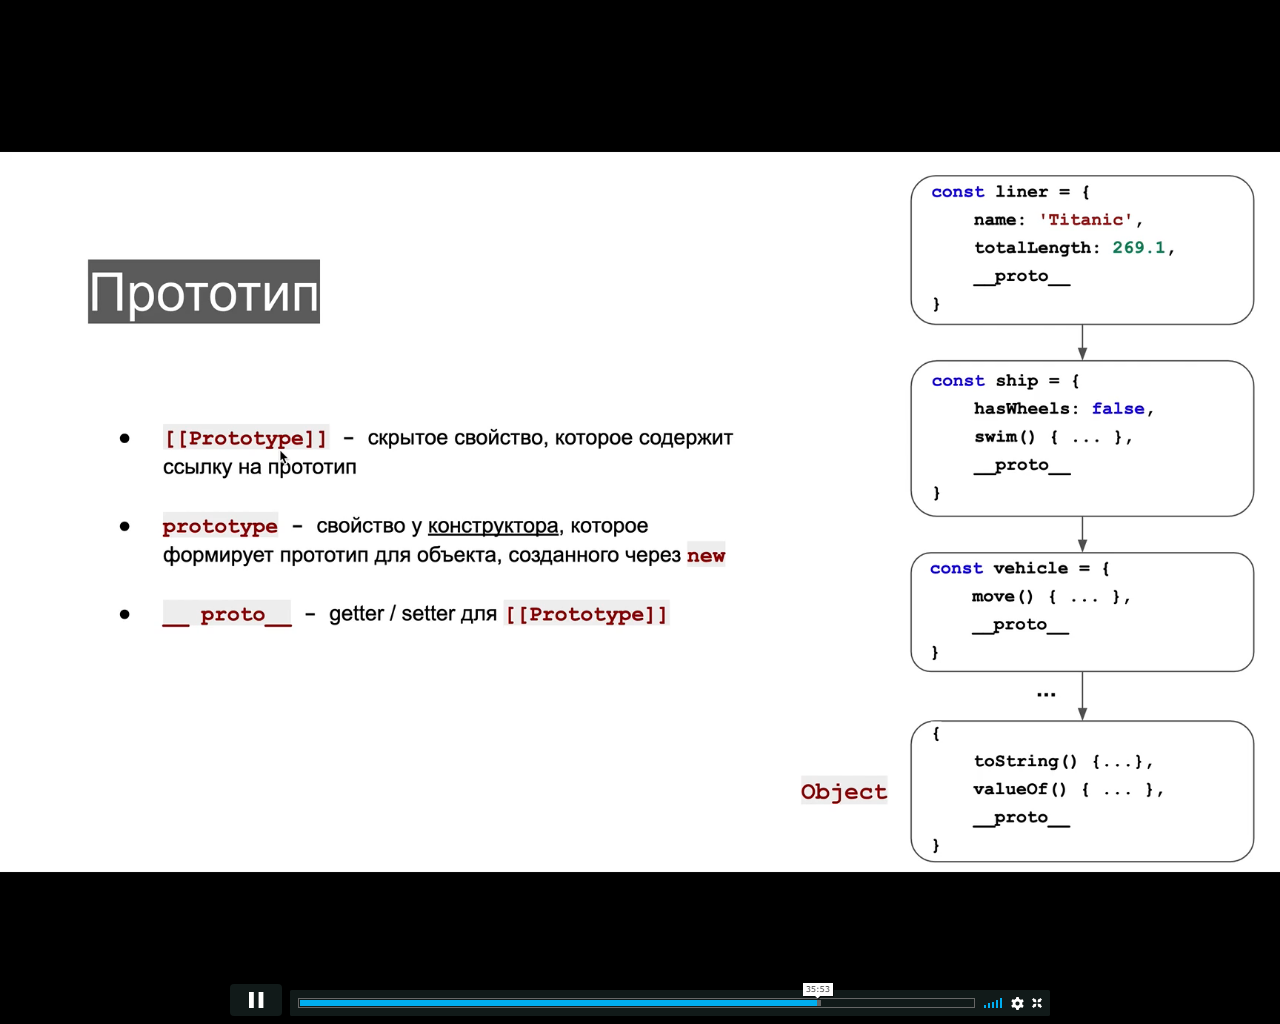 Прототип
[[Prototype]] – скрытое свойство, которое содержит
ссылку на прототип
prototype – свойство у конструктора, которое
формирует прототип для объекта, созданного через new
__ proto__ – getter / setter для [[Prototype]]
const liner = {
name: 'Titanic',
totalLength: 269.1,
__proto__
}
const ship = {
hasWheels: false,
swim() { ... },
__proto__
}
const vehicle = {
move() { ... },
__proto__
}
...
Object
{
toString() {...},
valueOf() { ... },
__proto__
}
35:53